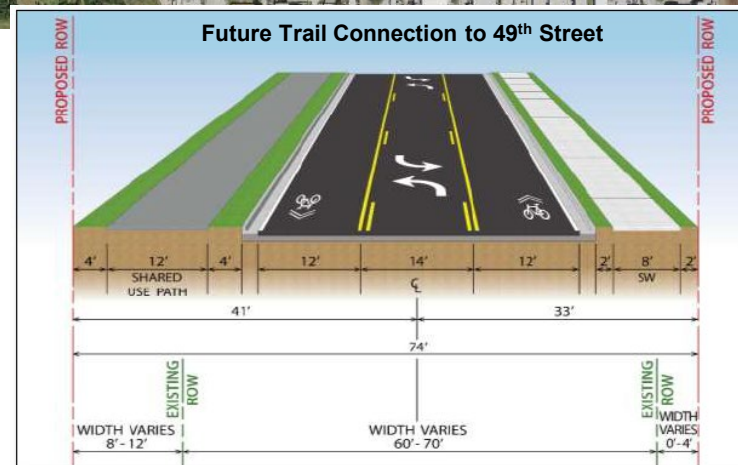 Future Trail Connection to 49th Street
PROPOSED ROW
PROPOSED ROW
4' 12' 4' 12' 14' 12' 2' 8' 2'
SHARED
USE PATH
SW
℄
41' 33'
74'
EXISTING
ROW
EXISTING
ROW
WIDTH VARIES
8'-12'
WIDTH VARIES
60'-70'
WIDTH
VARIES
0'-4'